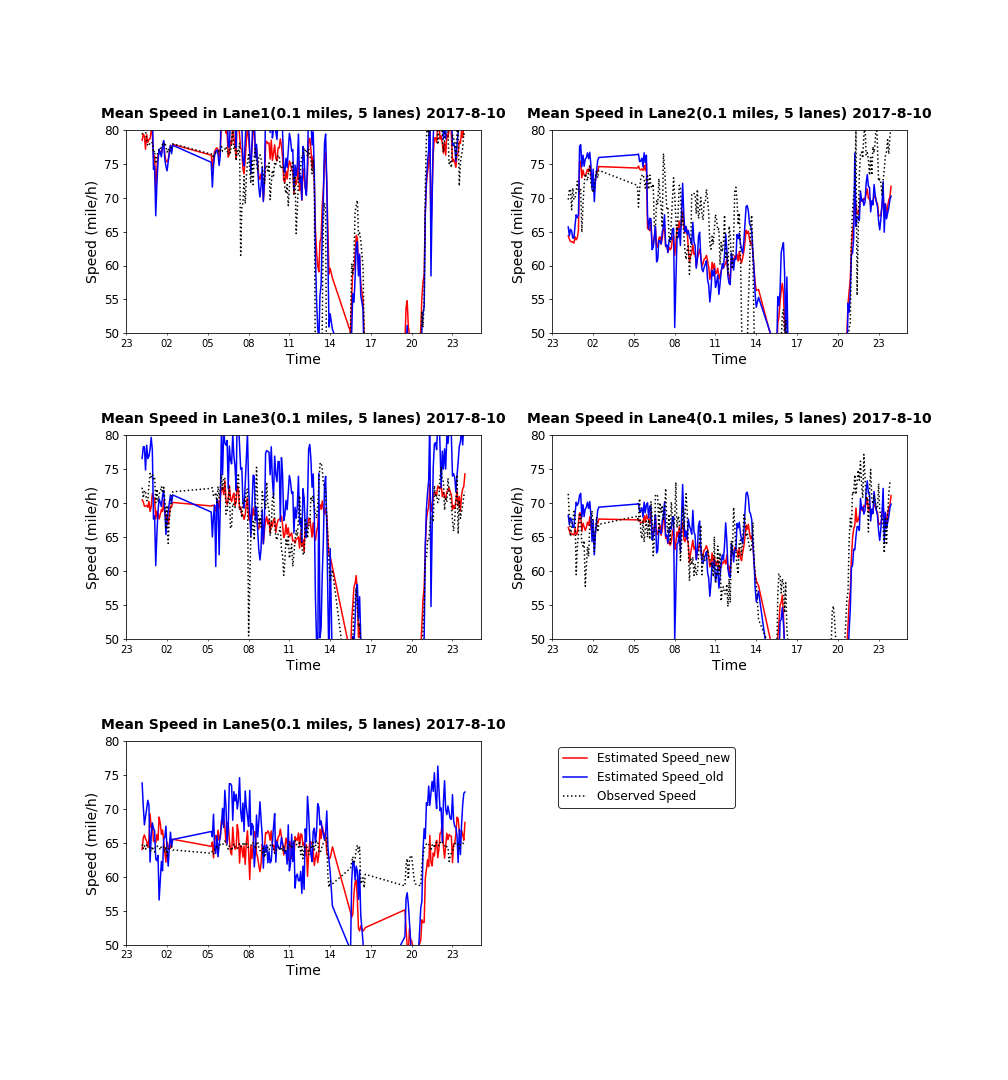 Mean Speed in Lane1(0.1 miles, 5 lanes) 2017-8-10
80
75
70
65
60
55
50
Speed (mile/h)
23 02 05 08 11 14 17 20 23
Time
Mean Speed in Lane2(0.1 miles, 5 lanes) 2017-8-10
80
75
70
65
60
55
50
Speed (mile/h)
23 02 05 08 11 14 17 20 23
Time
Mean Speed in Lane3(0.1 miles, 5 lanes) 2017-8-10
80
75
70
65
60
55
50
Speed (mile/h)
23 02 05 08 11 14 17 20 23
Time
Mean Speed in Lane4(0.1 miles, 5 lanes) 2017-8-10
80
75
70
65
60
55
50
Speed (mile/h)
23 02 05 08 11 14 17 20 23
Time
Mean Speed in Lane5(0.1 miles, 5 lanes) 2017-8-10
80
75
70
65
60
55
50
Speed (mile/h)
23 02 05 08 11 14 17 20 23
Time
Estimated Speed_new
Estimated Speed_old
Observed Speed